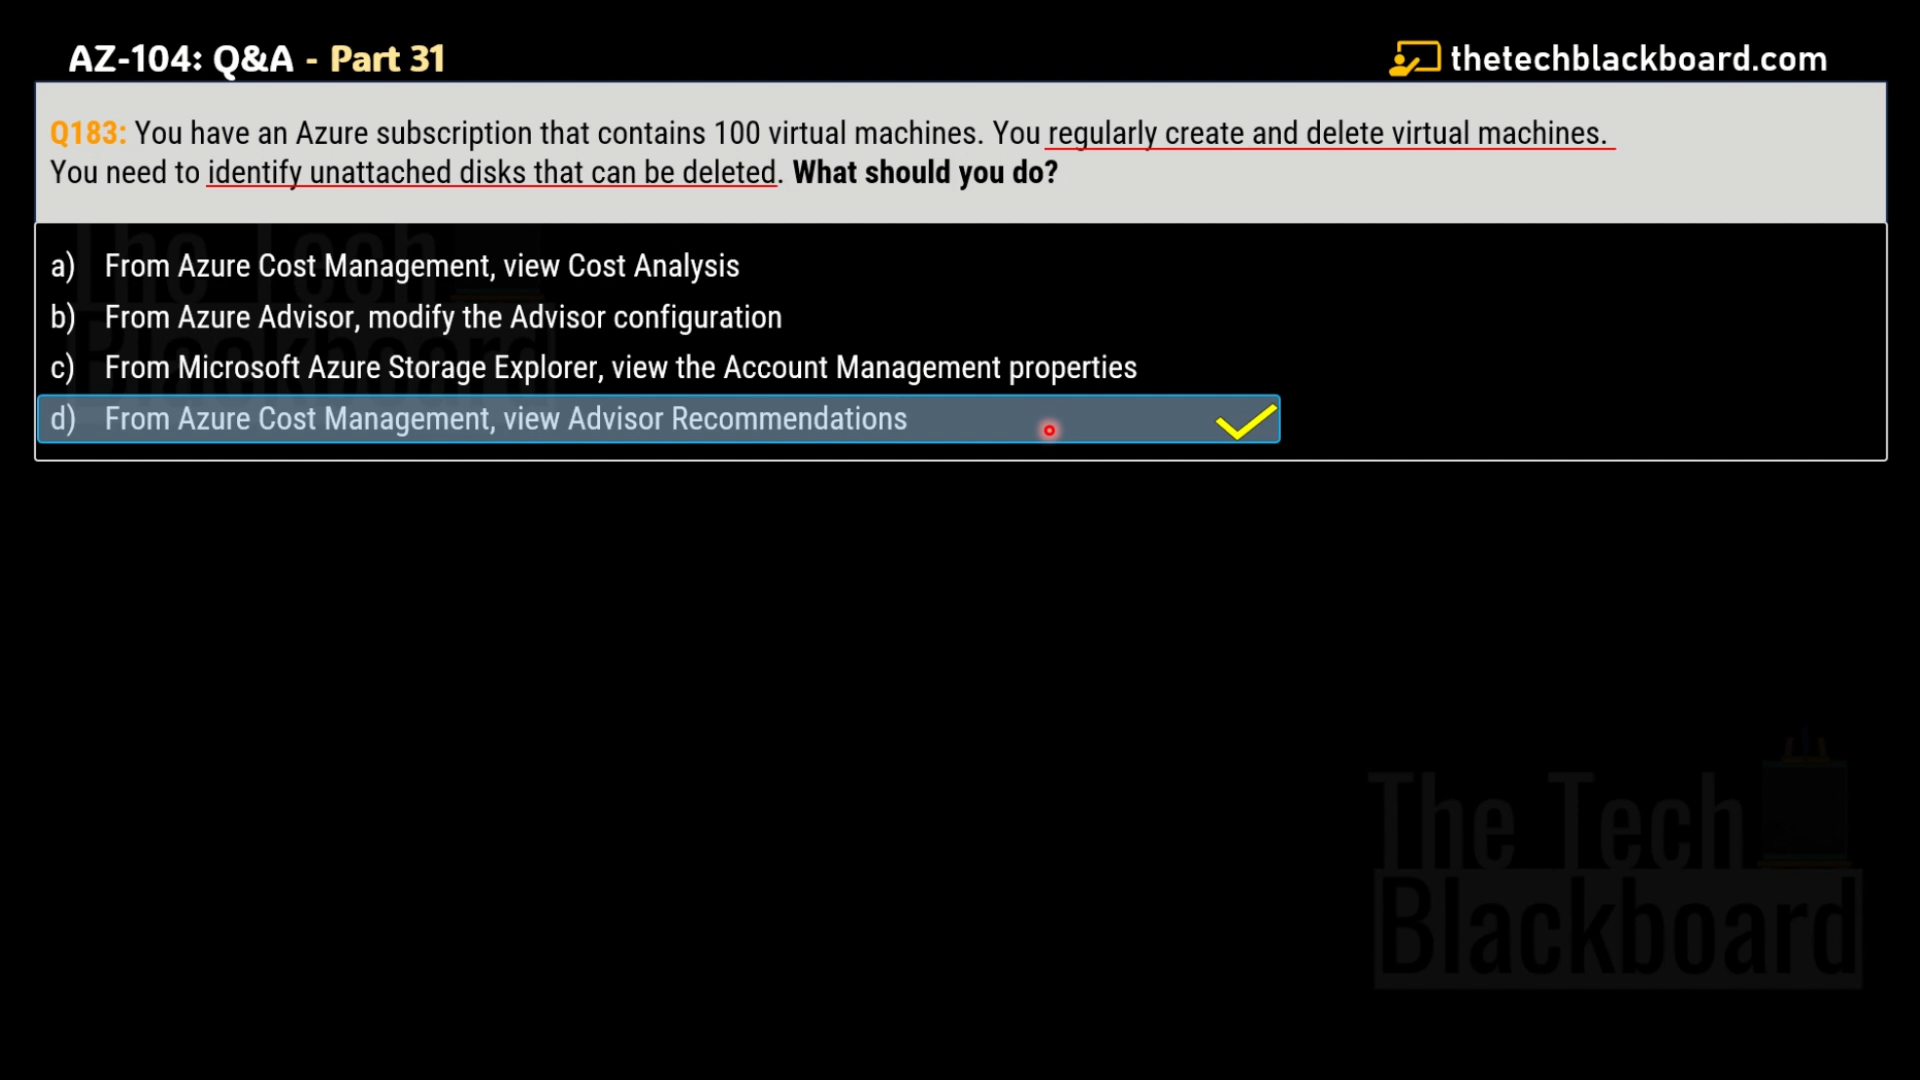 AZ-104: Q&A - Part 31
thetechblackboard.com
Q183: You have an Azure subscription that contains 100 virtual machines. You regularly create and delete virtual machines.
You need to identify unattached disks that can be deleted. What should you do?
a) From Azure Cost Management, view Cost Analysis
b) From Azure Advisor, modify the Advisor configuration
c) From Microsoft Azure Storage Explorer, view the Account Management properties
d) From Azure Cost Management, view Advisor Recommendations
The Tech
Blackboard
The Tech
Blackboard